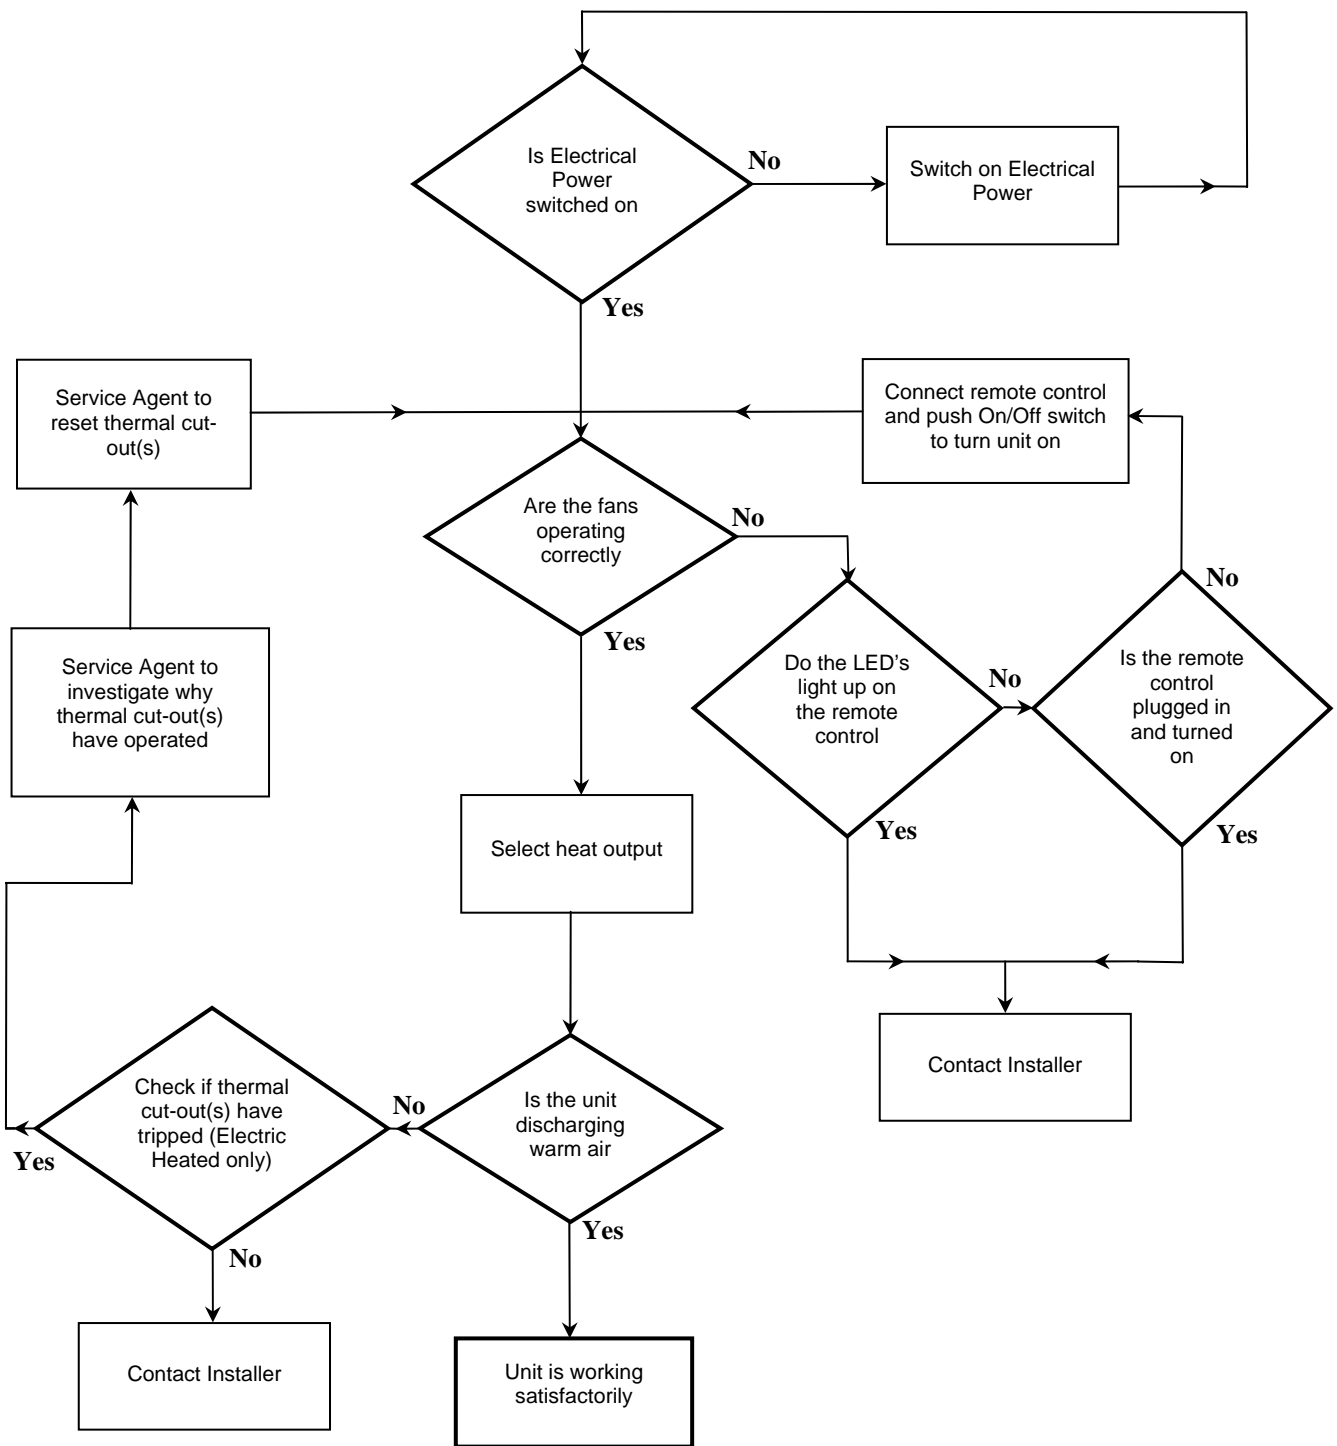 Is Electrical
Power
switched on
No
Switch on Electrical
Power
Yes
Service Agent to
reset thermal cut-
out(s)
Connect remote control
and push On/Off switch
to turn unit on
Are the fans
operating
correctly
No
Yes
No
Service Agent to
investigate why
thermal cut-out(s)
have operated
Do the LED's
light up on
the remote
control
No
Is the remote
control
plugged in
and turned
on
Yes
Yes
Select heat output
Contact Installer
Check if thermal
cut-out(s) have
tripped (Electric
Heated only)
No
Is the unit
discharging
warm air
Yes
Yes
No
Contact Installer
Unit is working
satisfactorily